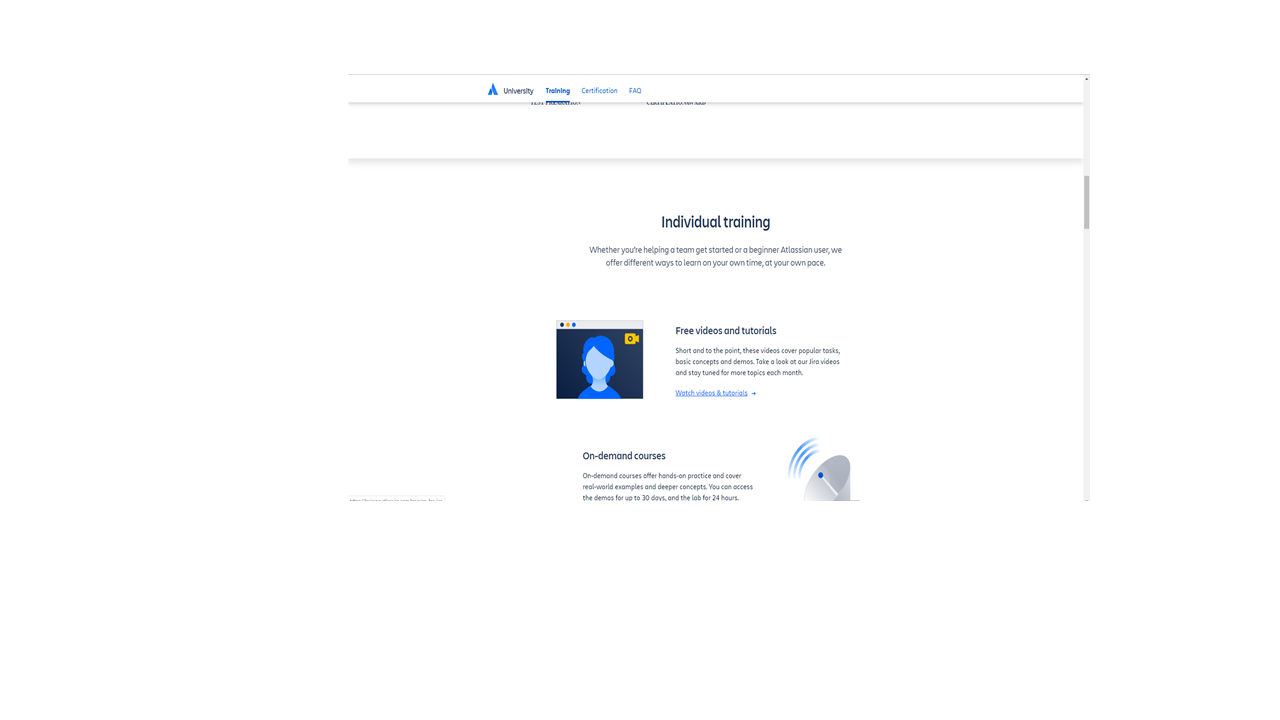 University Training Certification FAQ
Individual training
Whether you're helping a team get started or a beginner Atlassian user, we
offer different ways to learn on your own time, at your own pace.
Free videos and tutorials
Short and to the point, these videos cover popular tasks,
basic concepts and demos. Take a look at our Jira videos
and stay tuned for more topics each month.
Watch videos & tutorials →
On-demand courses
On-demand courses offer hands-on practice and cover
real-world examples and deeper concepts. You can access
the demos for up to 30 days, and the lab for 24 hours.